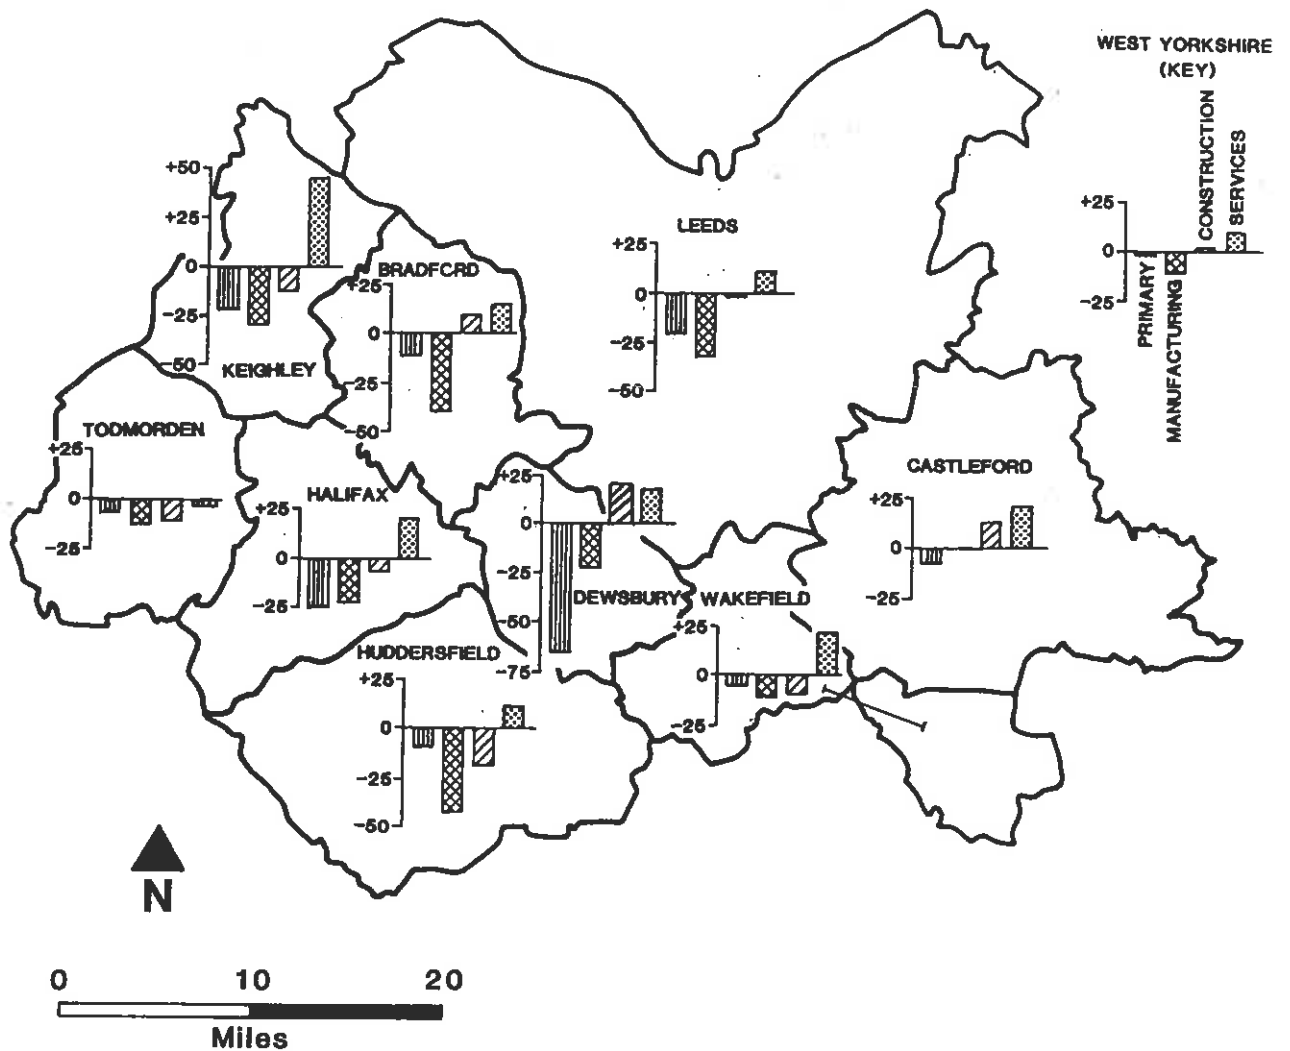 WEST YORKSHIRE
(KEY)
+25
0
-25
PRIMARY
MANUFACTURING
CONSTRUCTION
SERVICES
+50
+25
0
-25
-50
KEIGHLEY
BRADFORD
+25
0
-25
-50
LEEDS
+25
0
-25
-50
TODMORDEN
+25
0
-25
HALIFAX
+25
0
-25
+25
0
-25
-50
-75
DEWSBURY
CASTLEFORD
+25
0
-25
WAKEFIELD
+25
0
-25
HUDDERSFIELD
+25
0
-25
-50
N
0 10 20
Miles